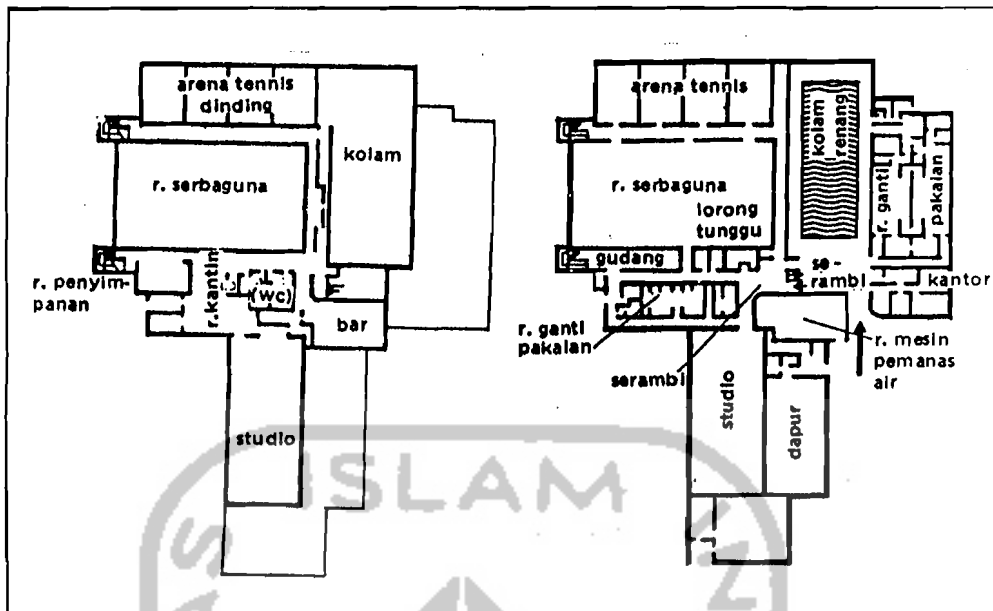 arena tennis
dinding
kolam
r. serbaguna
r. penyim-
panan
r.kantin
(wc)
bar
studio
arena tennis
kolam
renang
r. ganti
pakaian
r. serbaguna
lorong
tunggu
gudang
se-
rambi
kantor
r. ganti
pakaian
serambi
r. mesin
pemanas
air
studio
dapur
ISLAM